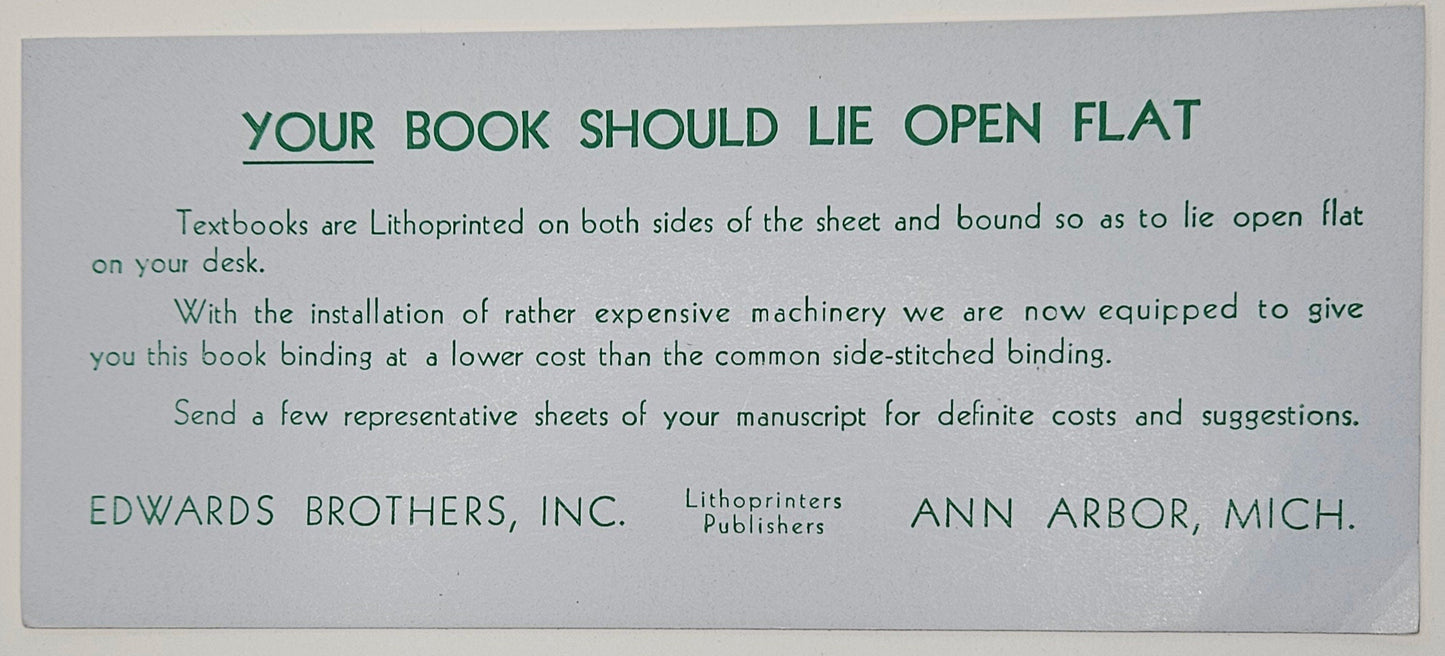 YOUR BOOK SHOULD LIE OPEN FLAT
Textbooks are Lithoprinted on both sides of the sheet and bound so as to lie open flat
on your desk.
With the installation of rather expensive machinery we are now equipped to give
you this book binding at a lower cost than the common side-stitched binding.
Send a few representative sheets of your manuscript for definite costs and suggestions.
EDWARDS BROTHERS, INC.
Lithoprinters
Publishers
ANN ARBOR, MICH.